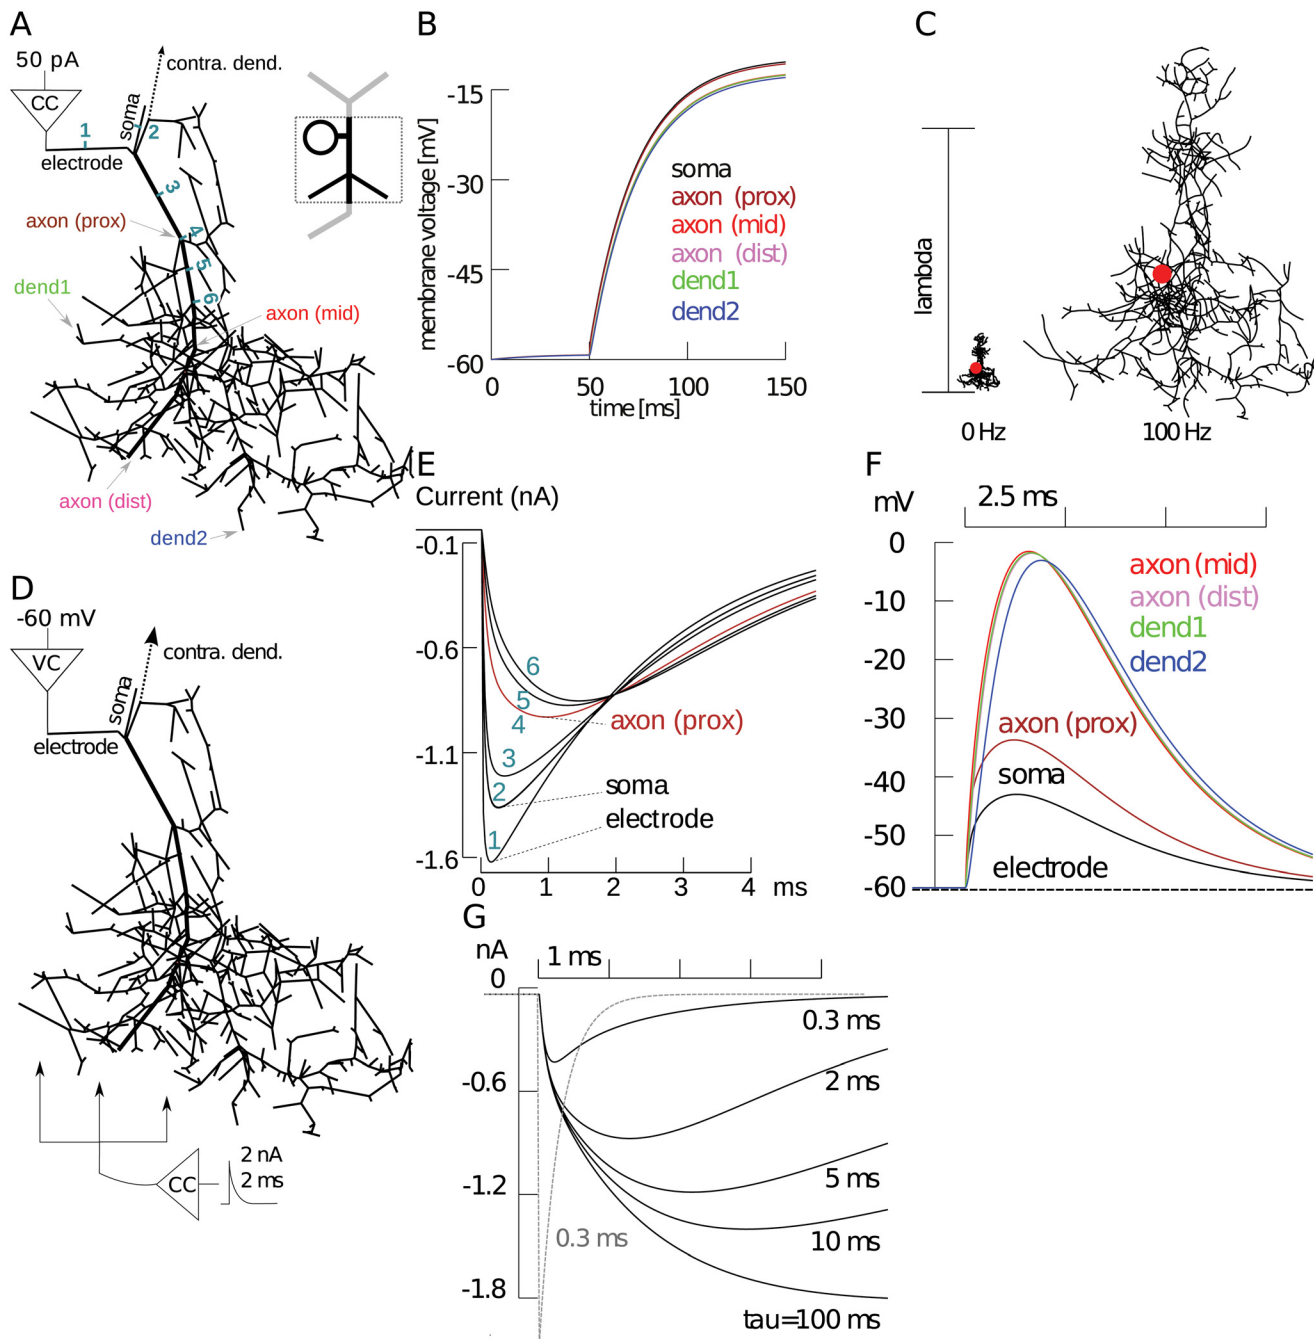 A
50 pA
CC
1
electrode
soma
2
contra. dend.
3
axon (prox)
4
5
6
dend1
axon (mid)
axon (dist)
dend2
B
membrane voltage [mV]
-15
-30
-45
-60
0
50
100
150
time [ms]
soma
axon (prox)
axon (mid)
axon (dist)
dend1
dend2
C
lambda
0 Hz
100 Hz
D
-60 mV
VC
electrode
soma
contra. dend.
CC
2 nA
2 ms
E
Current (nA)
-0.1
-0.6
-1.1
-1.6
0
1
2
3
4
ms
6
5
4
3
2
1
axon (prox)
soma
electrode
F
mV
2.5 ms
0
-10
-20
-30
-40
-50
-60
axon (mid)
axon (dist)
dend1
dend2
axon (prox)
soma
electrode
G
nA
1 ms
0
-0.6
-1.2
-1.8
0.3 ms
2 ms
5 ms
10 ms
tau=100 ms
0.3 ms